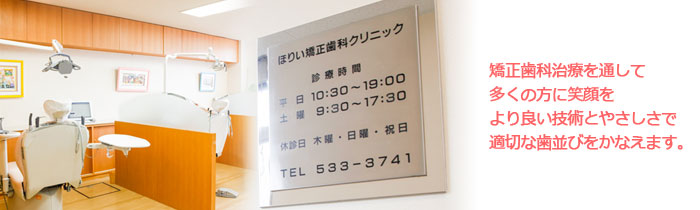 ほりい矯正歯科クリニック
診療時間
平 日 10:30~19:00
土 曜 9:30~17:30
休診日 木曜・日曜・祝日
TEL 533-3741
矯正歯科治療を通して
多くの方に笑顔を
より良い技術とやさしさで
適切な歯並びをかなえます。